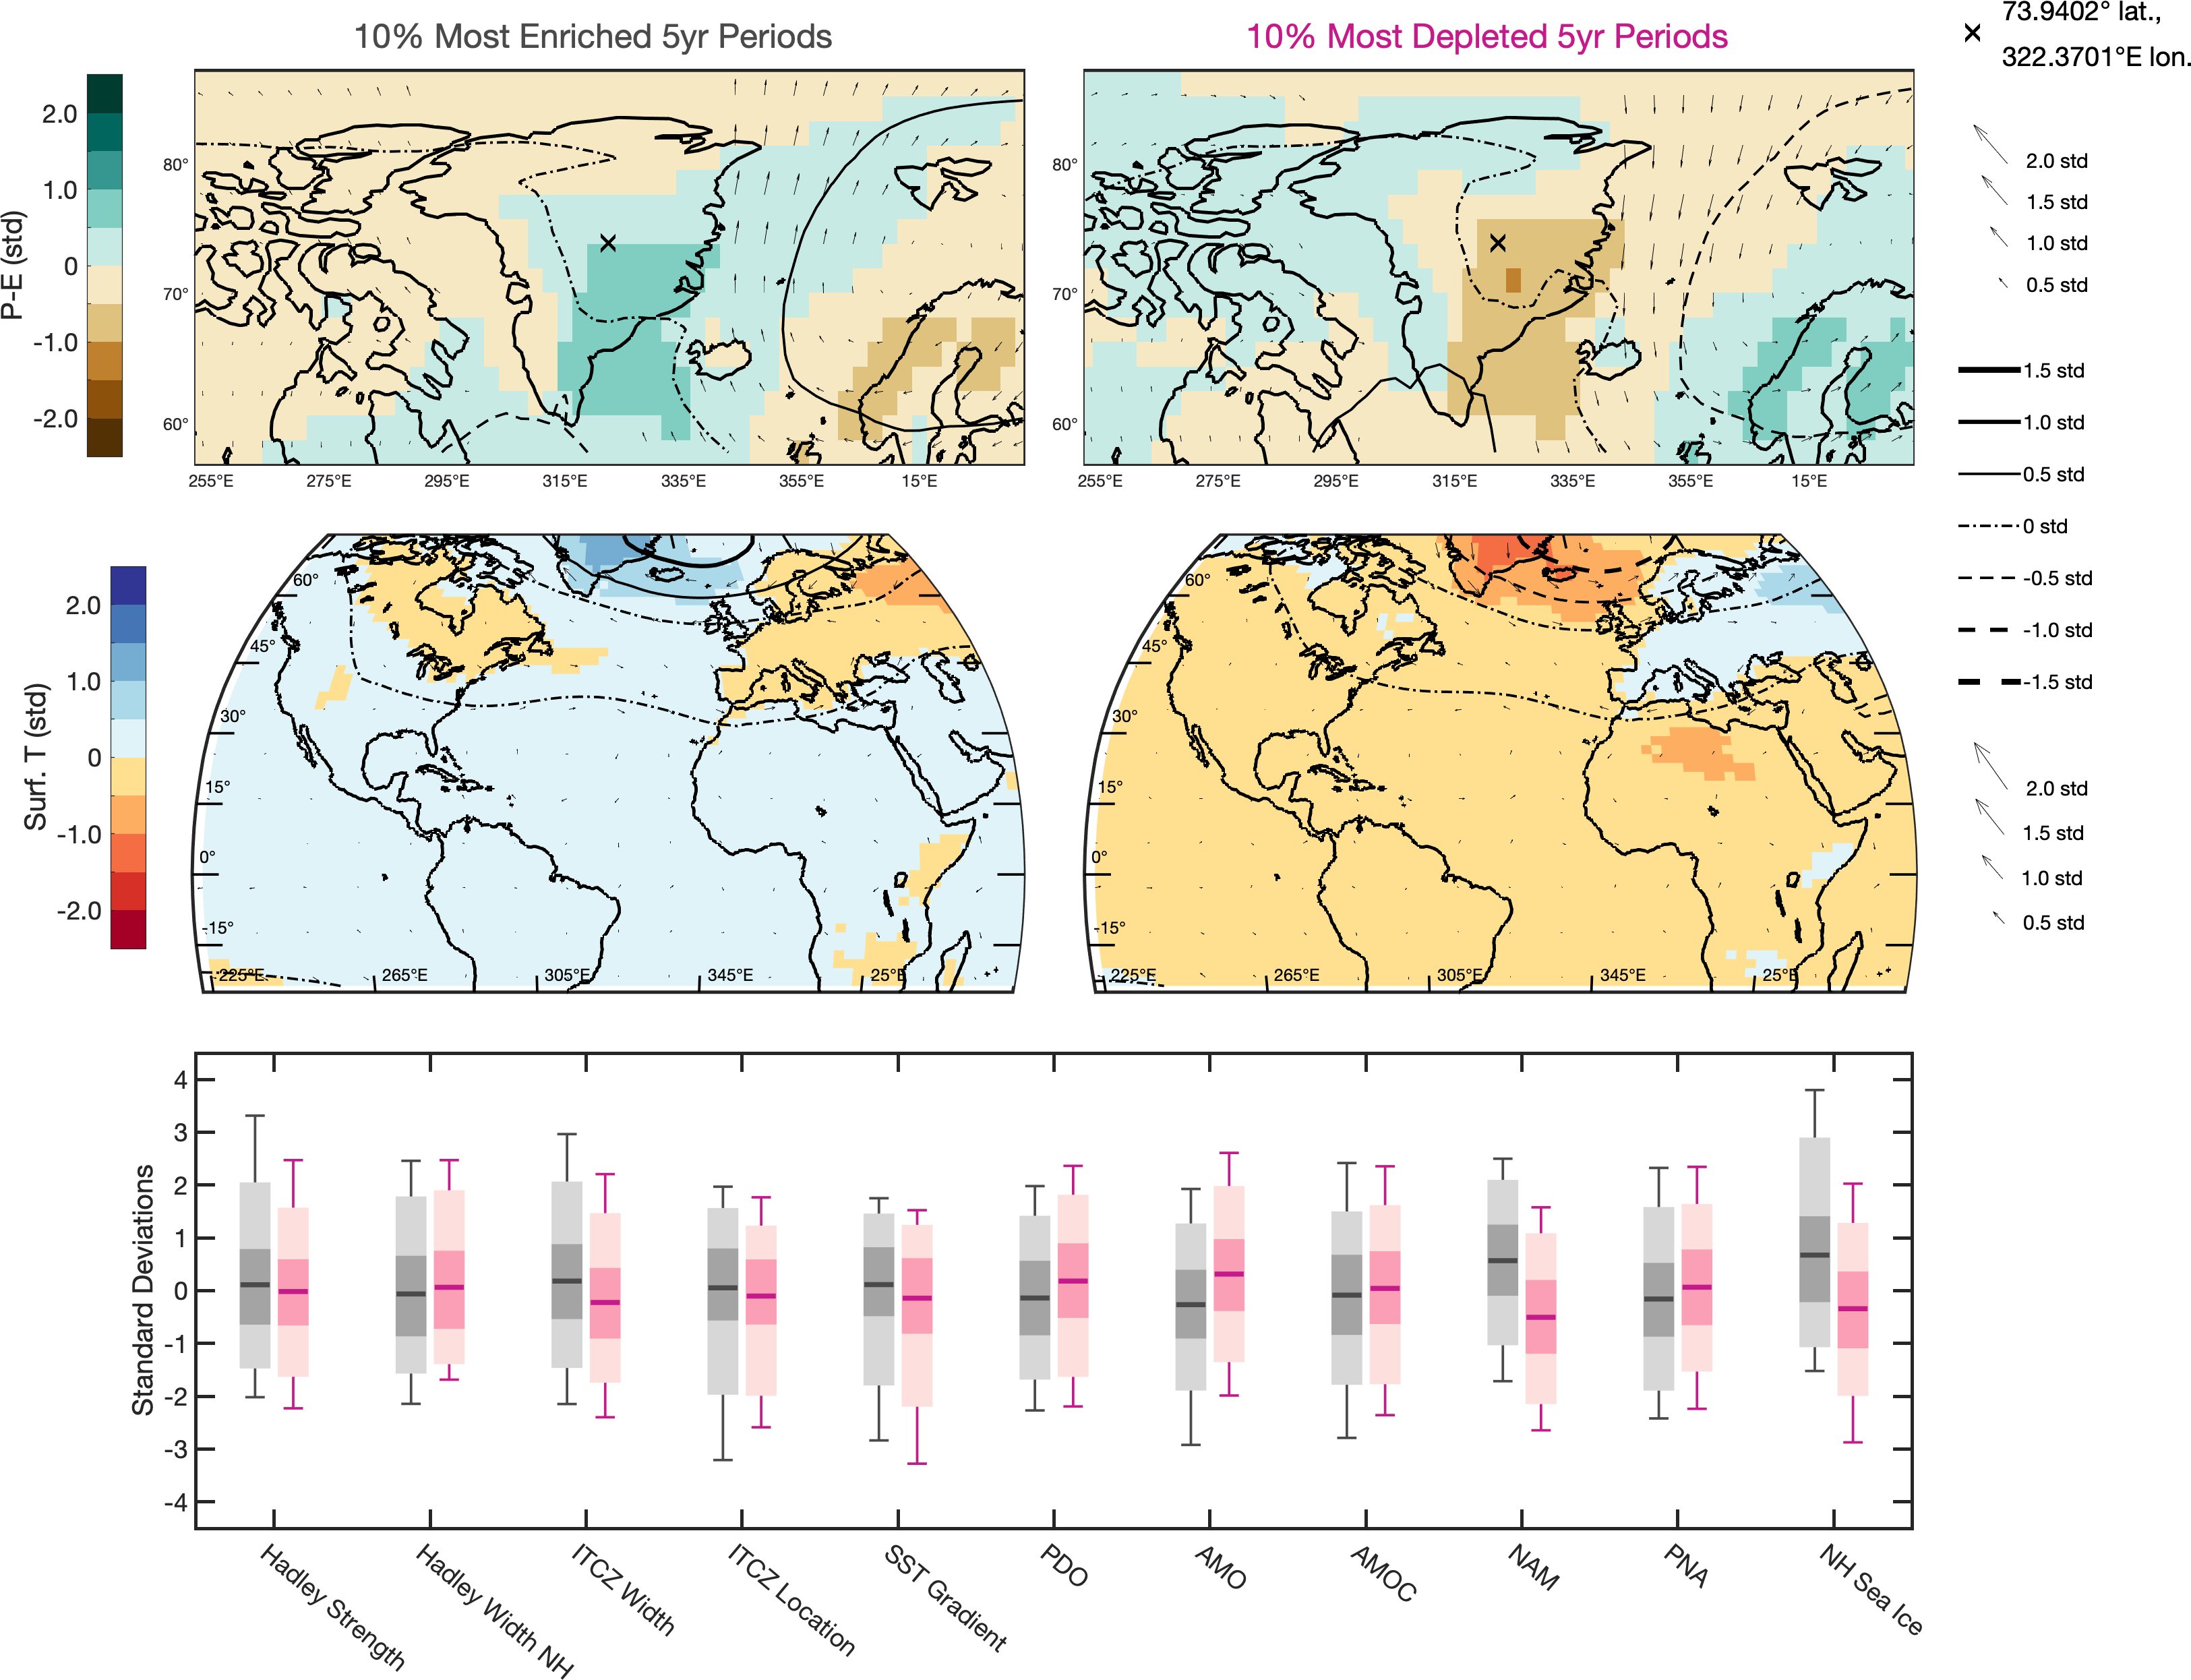 10% Most Enriched 5yr Periods
10% Most Depleted 5yr Periods
73.9402° lat.,
322.3701°E lon.
P-E (std)
2.0
1.0
0
-1.0
-2.0
80°
70°
60°
255°E 275°E 295°E 315°E 335°E 355°E 15°E
80°
70°
60°
255°E 275°E 295°E 315°E 335°E 355°E 15°E
2.0 std
1.5 std
1.0 std
0.5 std
1.5 std
1.0 std
0.5 std
0 std
-0.5 std
-1.0 std
-1.5 std
Surf. T (std)
2.0
1.0
0
-1.0
-2.0
60°
45°
30°
15°
0°
-15°
225°E 265°E 305°E 345°E 25°E
60°
45°
30°
15°
0°
-15°
225°E 265°E 305°E 345°E 25°E
2.0 std
1.5 std
1.0 std
0.5 std
Standard Deviations
4
3
2
1
0
-1
-2
-3
-4
Hadley Strength
Hadley Width NH
ITCZ Width
ITCZ Location
SST Gradient
PDO
AMO
AMOC
NAM
PNA
NH Sea Ice